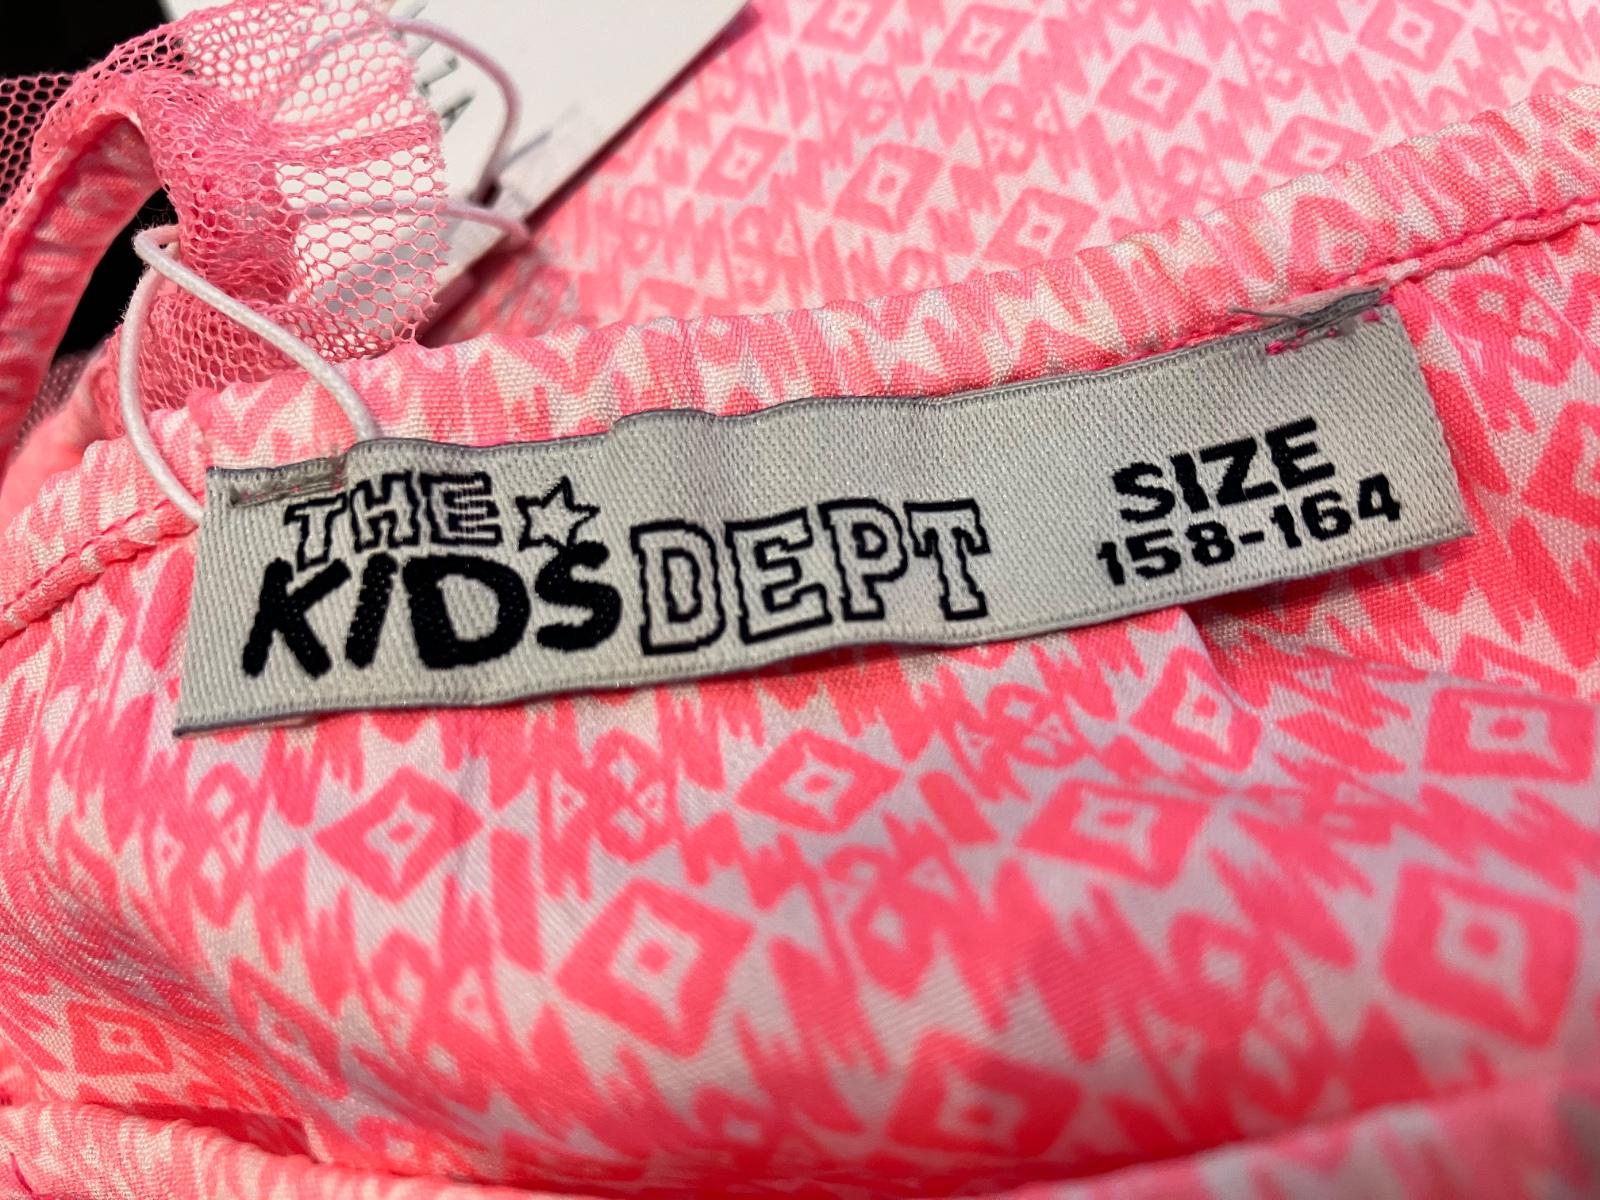 THE
KIDS DEPT
SIZE
158-164